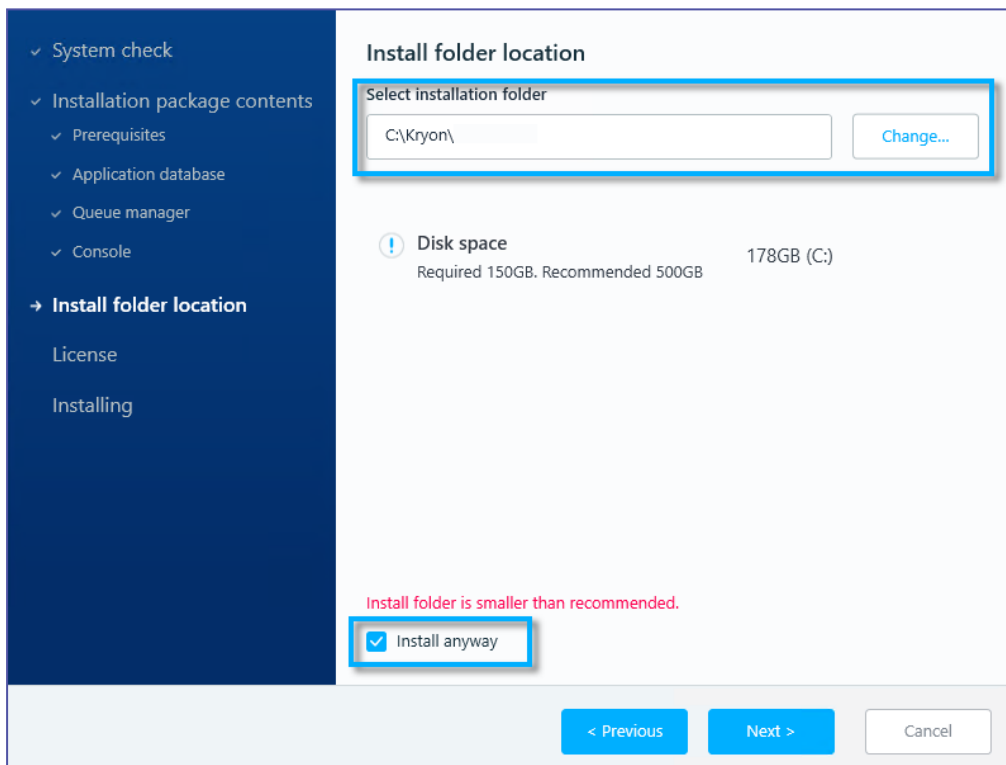 System check
Installation package contents
Prerequisites
Application database
Queue manager
Console
Install folder location
License
Installing
Install folder location
Select installation folder
C:\Kryon\
Change...
Disk space
Required 150GB. Recommended 500GB
178GB (C:)
Install folder is smaller than recommended.
Install anyway
< Previous
Next >
Cancel